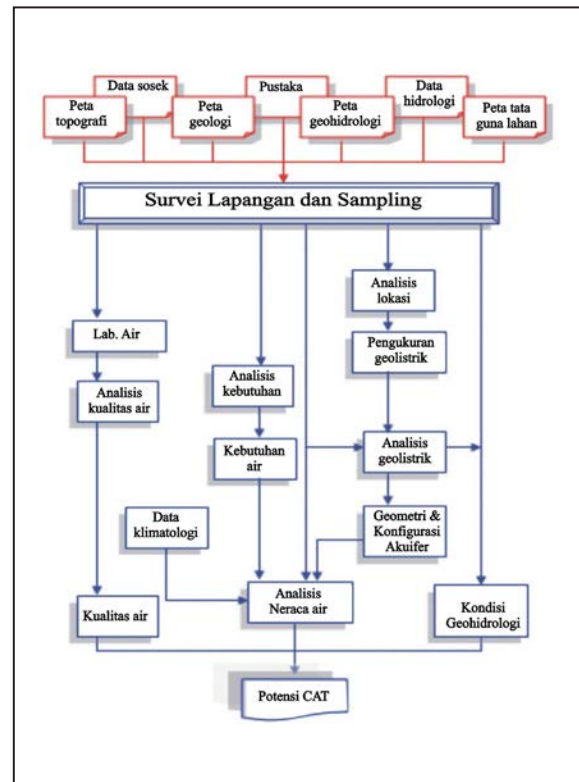 Data sosek
Pustaka
Data
hidrologi
Peta
topografi
Peta
geologi
Peta
geohidrologi
Peta tata
guna lahan
Survei Lapangan dan Sampling
Analisis
lokasi
Lab. Air
Pengukuran
geolistrik
Analisis
kualitas air
Analisis
kebutuhan
Kebutuhan
air
Analisis
geolistrik
Data
klimatologi
Geometri &
Konfigurasi
Akuifer
Kualitas air
Analisis
Neraca air
Kondisi
Geohidrologi
Potensi CAT